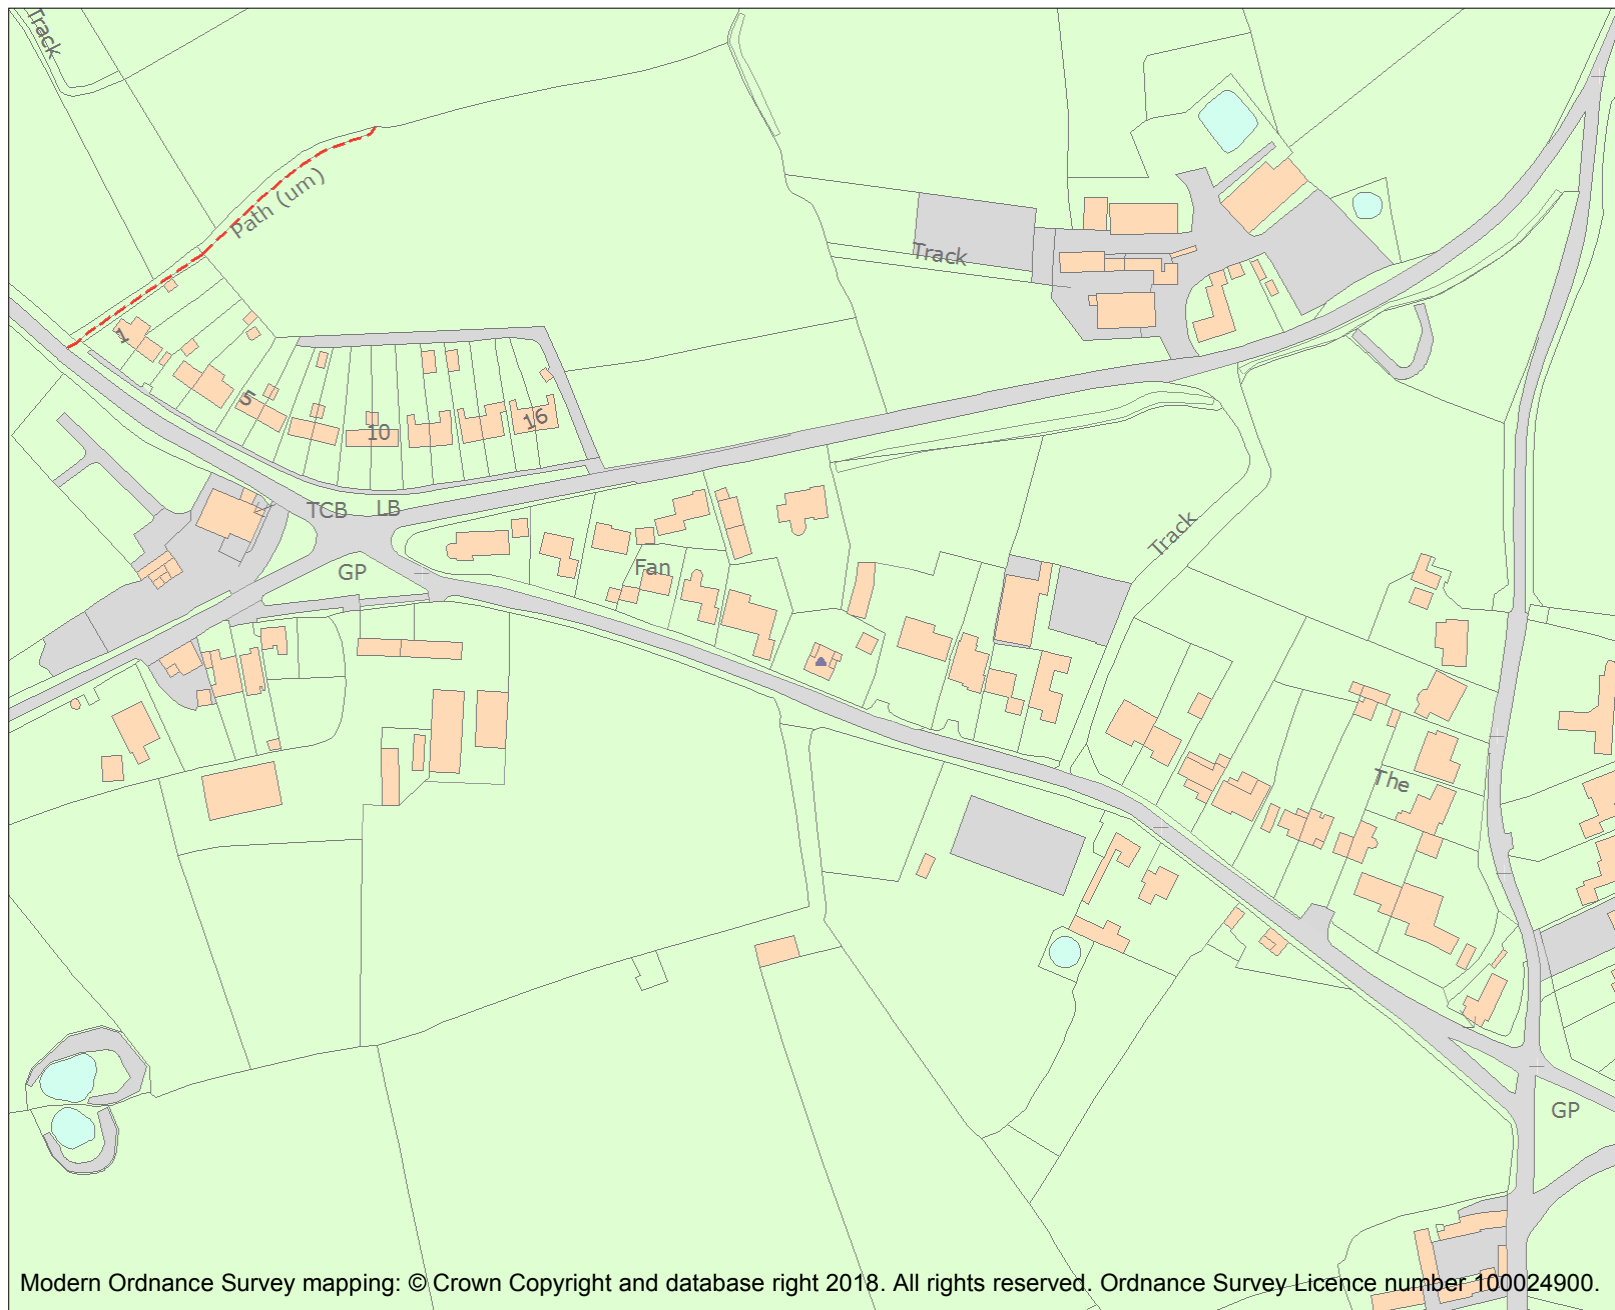 Track
Path (um)
Track
1
5
10
16
TCB
LB
Track
GP
Fan
The
GP
Modern Ordnance Survey mapping: © Crown Copyright and database right 2018. All rights reserved. Ordnance Survey Licence number 100024900.